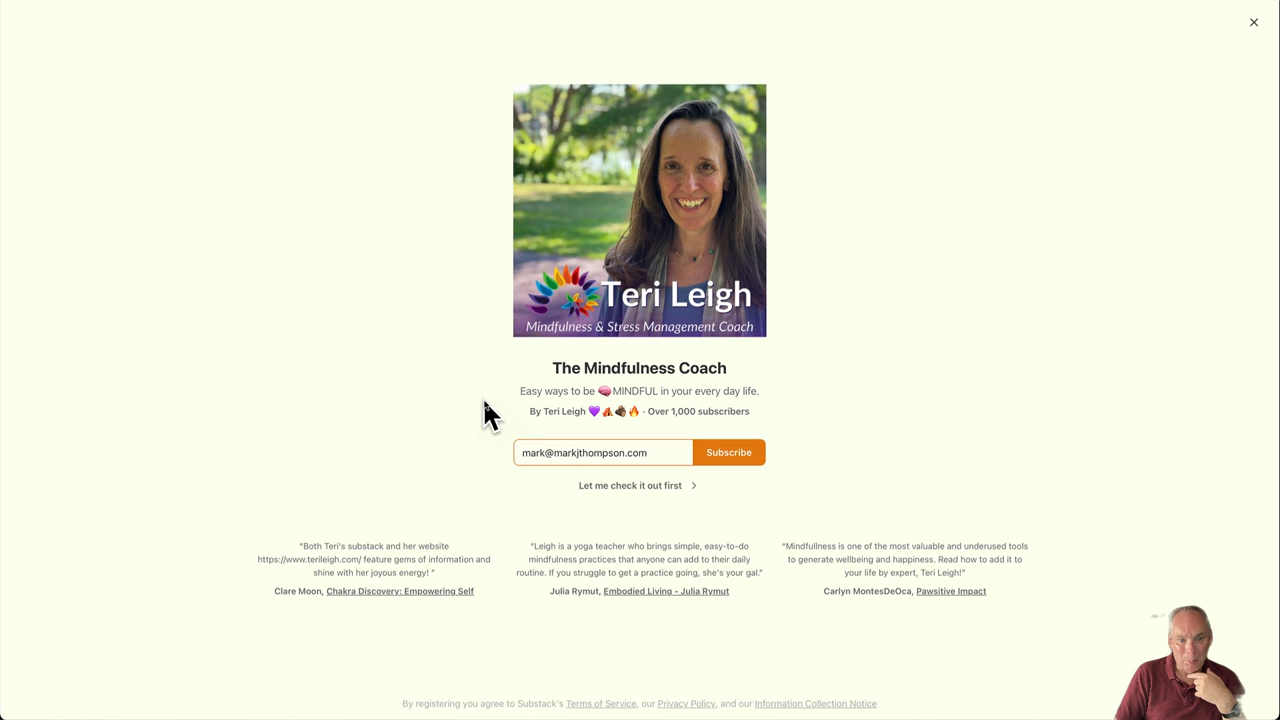 Teri Leigh
Mindfulness & Stress Management Coach
The Mindfulness Coach
Easy ways to be 🧠MINDFUL in your every day life.
By Teri Leigh 💜⛺🪶🔥 · Over 1,000 subscribers
mark@markjthompson.com
Subscribe
Let me check it out first
"Both Teri's substack and her website
https://www.terileigh.com/ feature gems of information and
shine with her joyous energy! "
Clare Moon, Chakra Discovery: Empowering Self
"Leigh is a yoga teacher who brings simple, easy-to-do
mindfulness practices that anyone can add to their daily
routine. If you struggle to get a practice going, she's your gal."
Julia Rymut, Embodied Living - Julia Rymut
"Mindfullness is one of the most valuable and underused tools
to generate wellbeing and happiness. Read how to add it to
your life by expert, Teri Leigh!"
Carlyn MontesDeOca, Pawsitive Impact
By registering you agree to Substack's Terms of Service, our Privacy Policy, and our Information Collection Notice